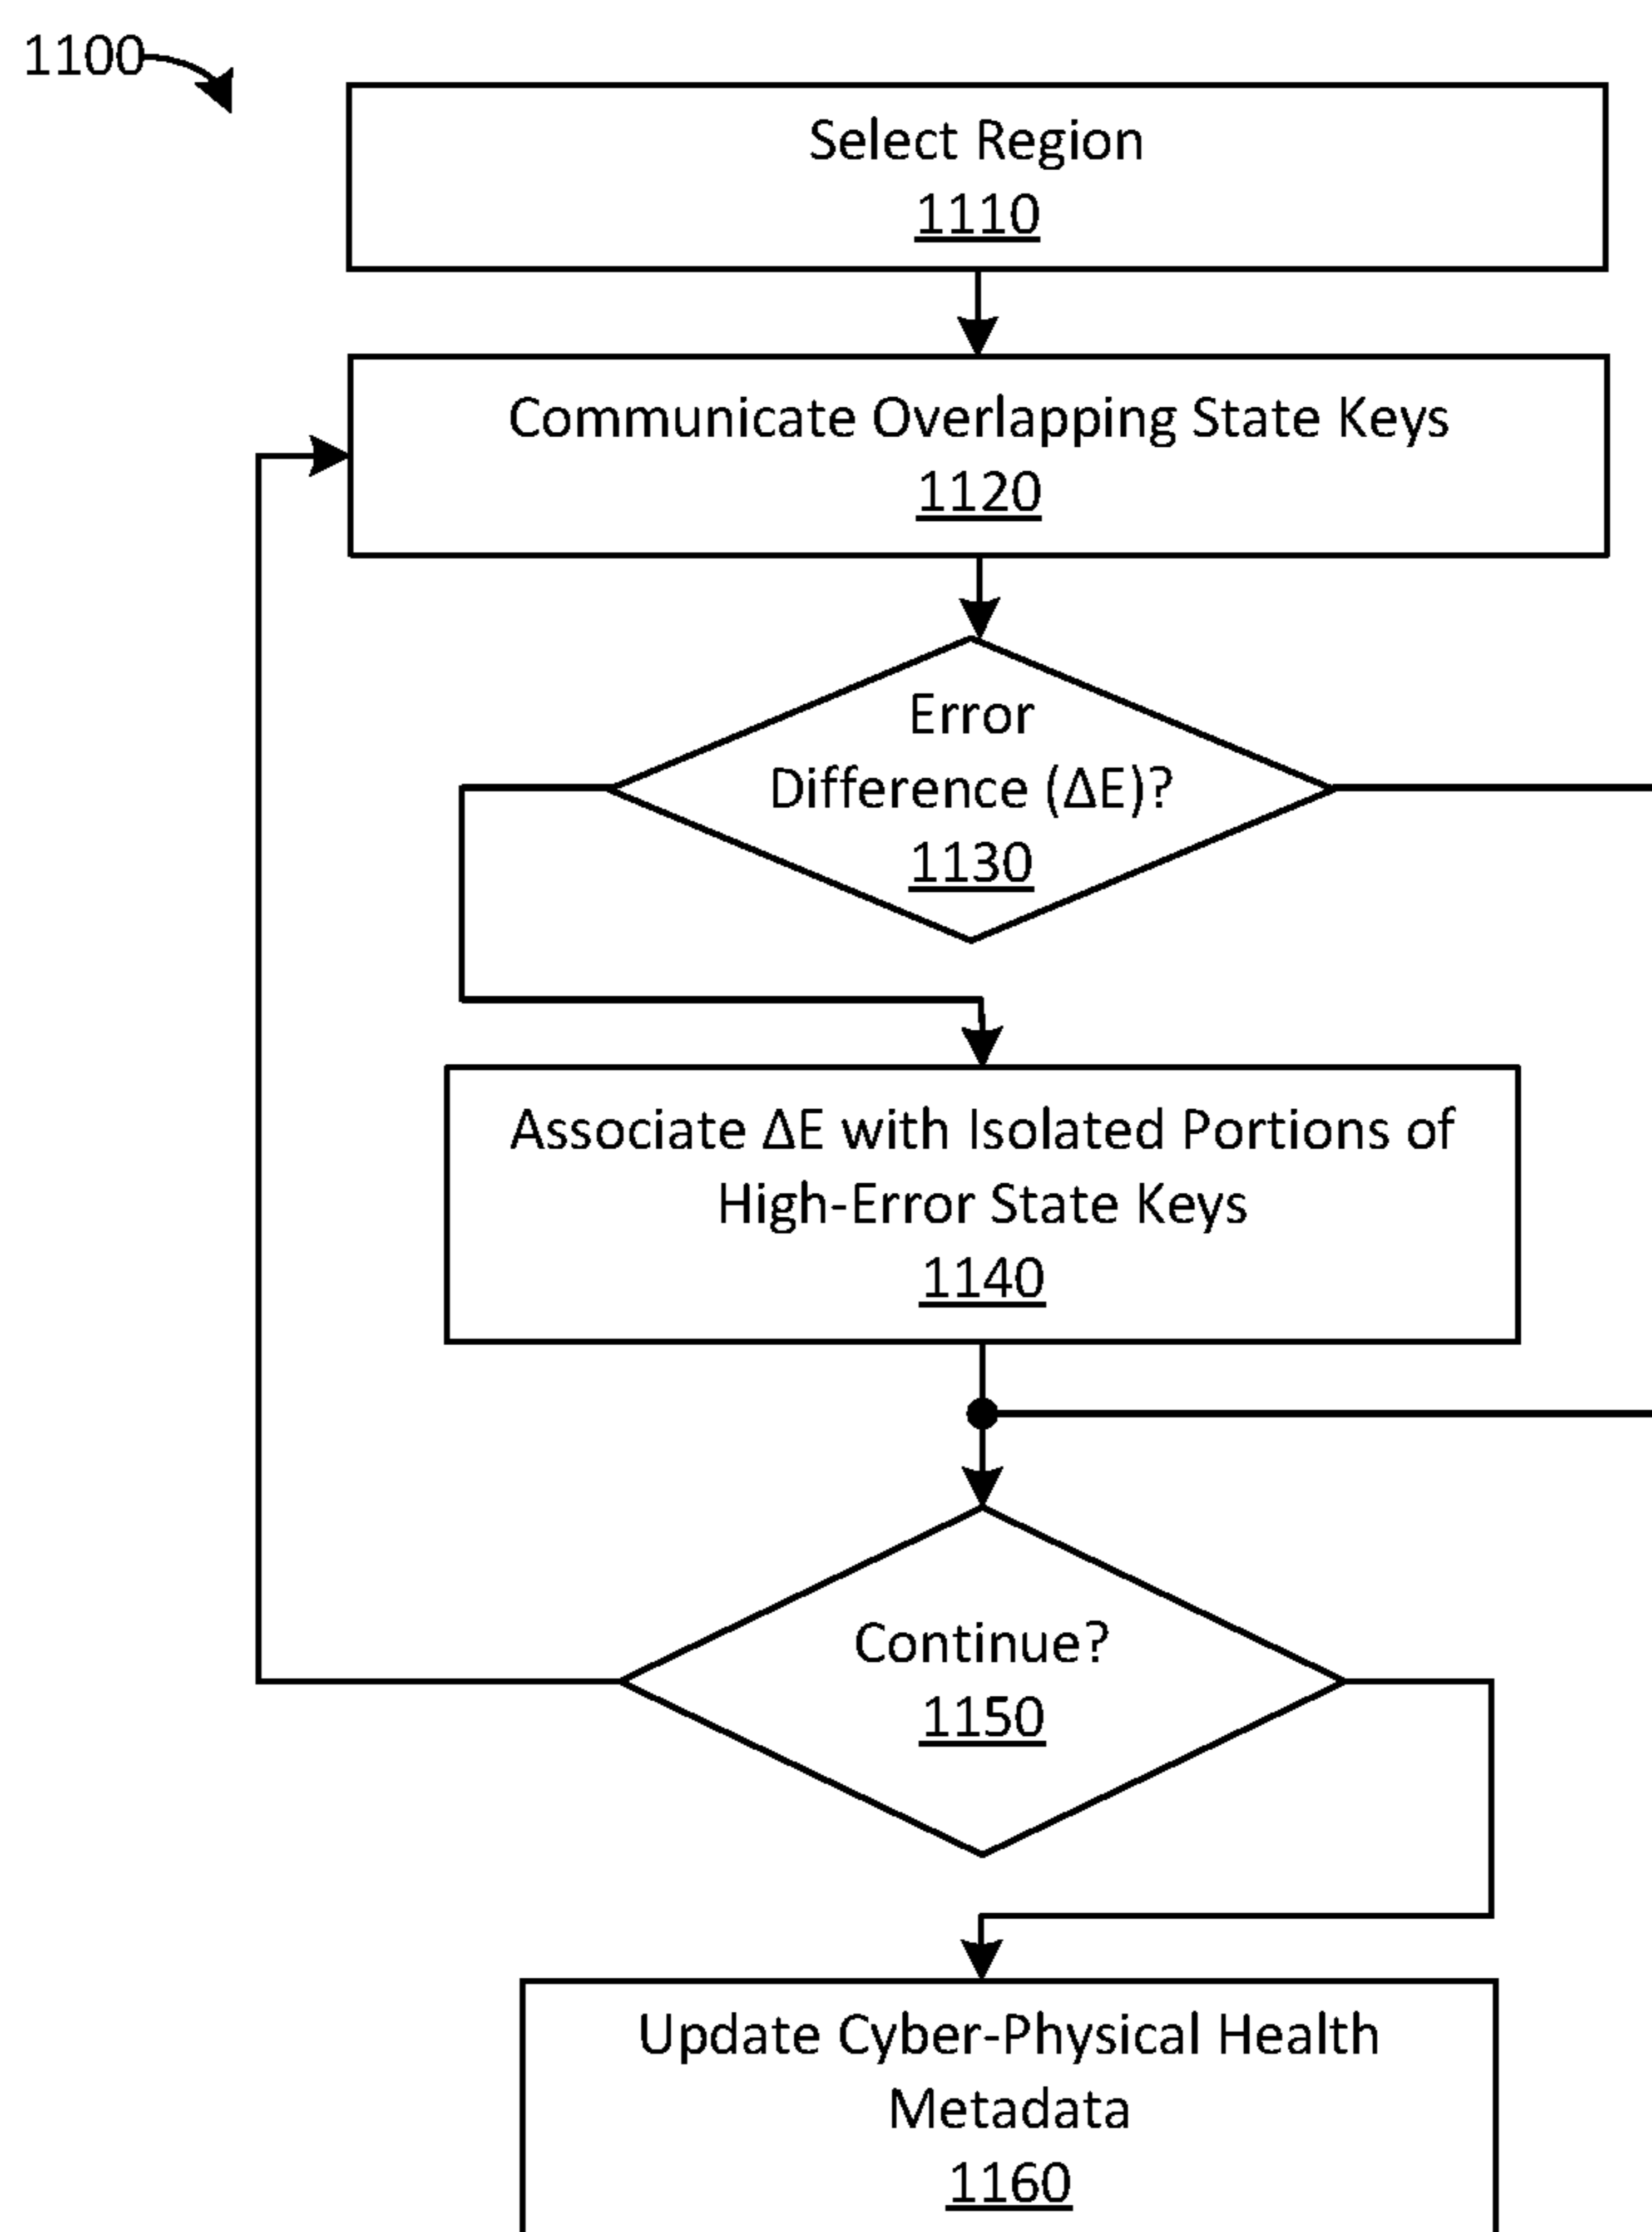 1100
Select Region
1110
Communicate Overlapping State Keys
1120
Error
Difference (ΔE)?
1130
Associate ΔE with Isolated Portions of
High-Error State Keys
1140
Continue?
1150
Update Cyber-Physical Health
Metadata
1160